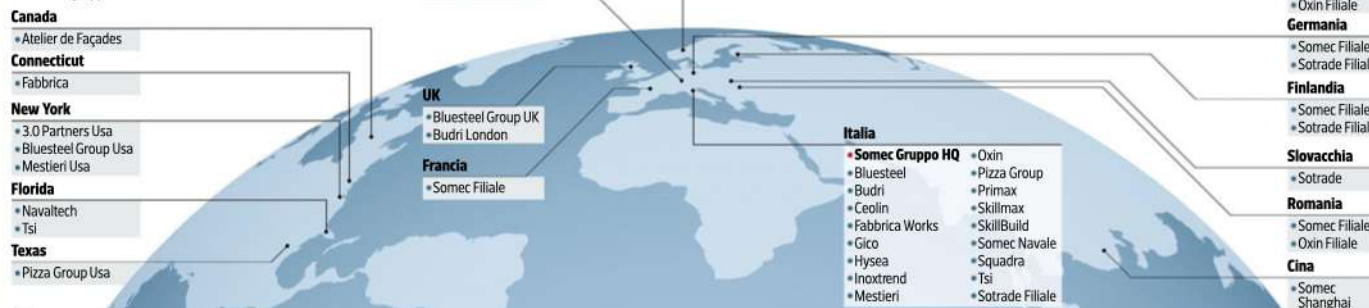 Canada
• Atelier de Façades
Connecticut
• Fabbrica
New York
• 3.0 Partners Usa
• Bluesteel Group Usa
• Mestieri Usa
Florida
• Navaltech
• Tsi
Texas
• Pizza Group Usa
UK
• Bluesteel Group UK
• Budri London
Francia
• Somec Filiale
Italia
• Somec Gruppo HQ
• Bluesteel
• Budri
• Ceolin
• Fabbrica Works
• Gico
• Hysea
• Inoxtrend
• Mestieri
• Oxin
• Pizza Group
• Primax
• Skillmax
• SkillBuild
• Somec Navale
• Squadra
• Tsi
• Sotrade Filiale
• Oxin Filiale
Germania
• Somec Filiale
• Sotrade Filial
Finlandia
• Somec Filiale
• Sotrade Filial
Slovacchia
• Sotrade
Romania
• Somec Filiale
• Oxin Filiale
Cina
• Somec
Shanghai